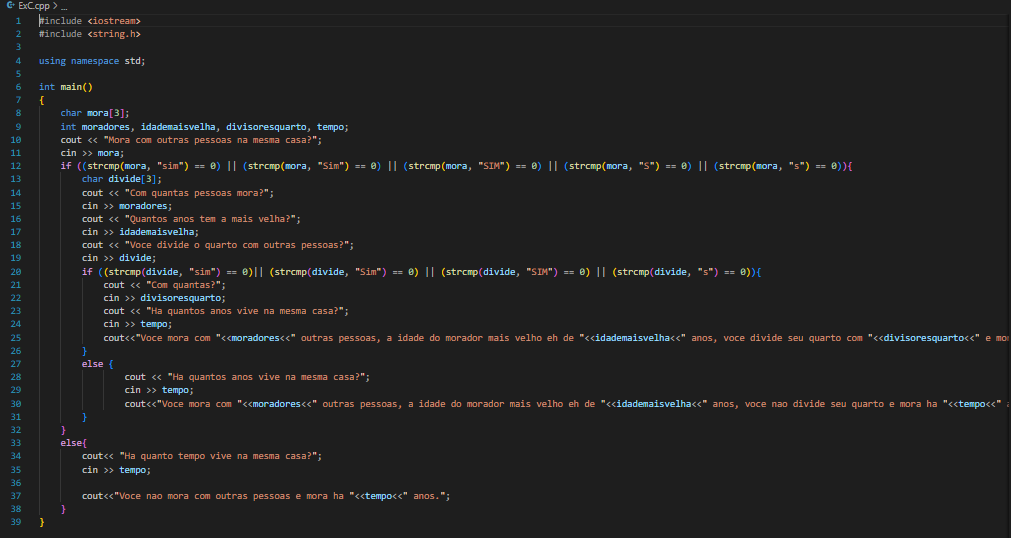 ExC.cpp > ...
1 #include <iostream>
2 #include <string.h>
3
4 using namespace std;
5
6 int main()
7 {
8 char mora[3];
9 int moradores, idademaisvelha, divisoresquarto, tempo;
10 cout << "Mora com outras pessoas na mesma casa?";
11 cin >> mora;
12 if ((strcmp(mora, "sim") == 0) || (strcmp(mora, "Sim") == 0) || (strcmp(mora, "SIM") == 0) || (strcmp(mora, "S") == 0) || (strcmp(mora, "s") == 0)){
13 char divide[3];
14 cout << "Com quantas pessoas mora?";
15 cin >> moradores;
16 cout << "Quantos anos tem a mais velha?";
17 cin >> idademaisvelha;
18 cout << "Voce divide o quarto com outras pessoas?";
19 cin >> divide;
20 if ((strcmp(divide, "sim") == 0)|| (strcmp(divide, "Sim") == 0) || (strcmp(divide, "SIM") == 0) || (strcmp(divide, "s") == 0)){
21 cout << "Com quantas?";
22 cin >> divisoresquarto;
23 cout << "Ha quantos anos vive na mesma casa?";
24 cin >> tempo;
25 cout<<"Voce mora com "<<moradores<<" outras pessoas, a idade do morador mais velho eh de "<<idademaisvelha<<" anos, voce divide seu quarto com "<<divisoresquarto<<" e mo
26 }
27 else {
28 cout << "Ha quantos anos vive na mesma casa?";
29 cin >> tempo;
30 cout<<"Voce mora com "<<moradores<<" outras pessoas, a idade do morador mais velho eh de "<<idademaisvelha<<" anos, voce nao divide seu quarto e mora ha "<<tempo<<"
31 }
32 }
33 else{
34 cout<< "Ha quanto tempo vive na mesma casa?";
35 cin >> tempo;
36
37 cout<<"Voce nao mora com outras pessoas e mora ha "<<tempo<<" anos.";
38 }
39 }